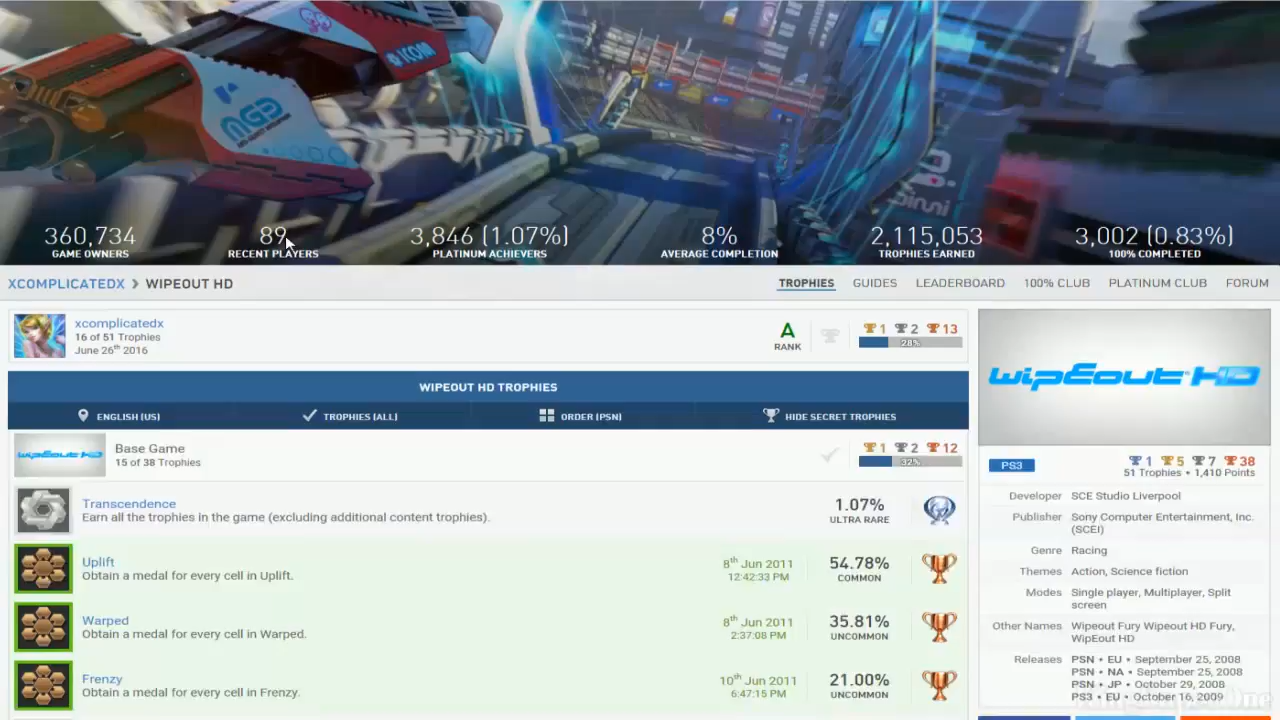 ICOM
NGD
pinni
360,734
GAME OWNERS
89
RECENT PLAYERS
3,846 (1.07%)
PLATINUM ACHIEVERS
8%
AVERAGE COMPLETION
2,115,053
TROPHIES EARNED
3,002 (0.83%)
100% COMPLETED
XCOMPLICATEDX > WIPEOUT HD
TROPHIES GUIDES LEADERBOARD 100% CLUB PLATINUM CLUB FORUM
xcomplicatedx
16 of 51 Trophies
June 26th 2016
A
RANK
1 2 13
28%
WIPEOUT HD TROPHIES
ENGLISH (US) TROPHIES (ALL) ORDER (PSN) HIDE SECRET TROPHIES
wipEout HD
Base Game
15 of 38 Trophies
1 2 12
32%
Transcendence
Earn all the trophies in the game (excluding additional content trophies).
1.07%
ULTRA RARE
Uplift
Obtain a medal for every cell in Uplift.
8th Jun 2011
12:42:33 PM
54.78%
COMMON
Warped
Obtain a medal for every cell in Warped.
8th Jun 2011
2:37:08 PM
35.81%
UNCOMMON
Frenzy
Obtain a medal for every cell in Frenzy.
10th Jun 2011
6:47:15 PM
21.00%
UNCOMMON
wipEout HD
PS3
1 5 7 38
51 Trophies • 1,410 Points
Developer SCE Studio Liverpool
Publisher Sony Computer Entertainment, Inc.
(SCEI)
Genre Racing
Themes Action, Science fiction
Modes Single player, Multiplayer, Split
screen
Other Names Wipeout Fury Wipeout HD Fury,
WipEout HD
Releases PSN • EU • September 25, 2008
PSN • NA • September 25, 2008
PSN • JP • October 29, 2008
PS3 • EU • October 16, 2009